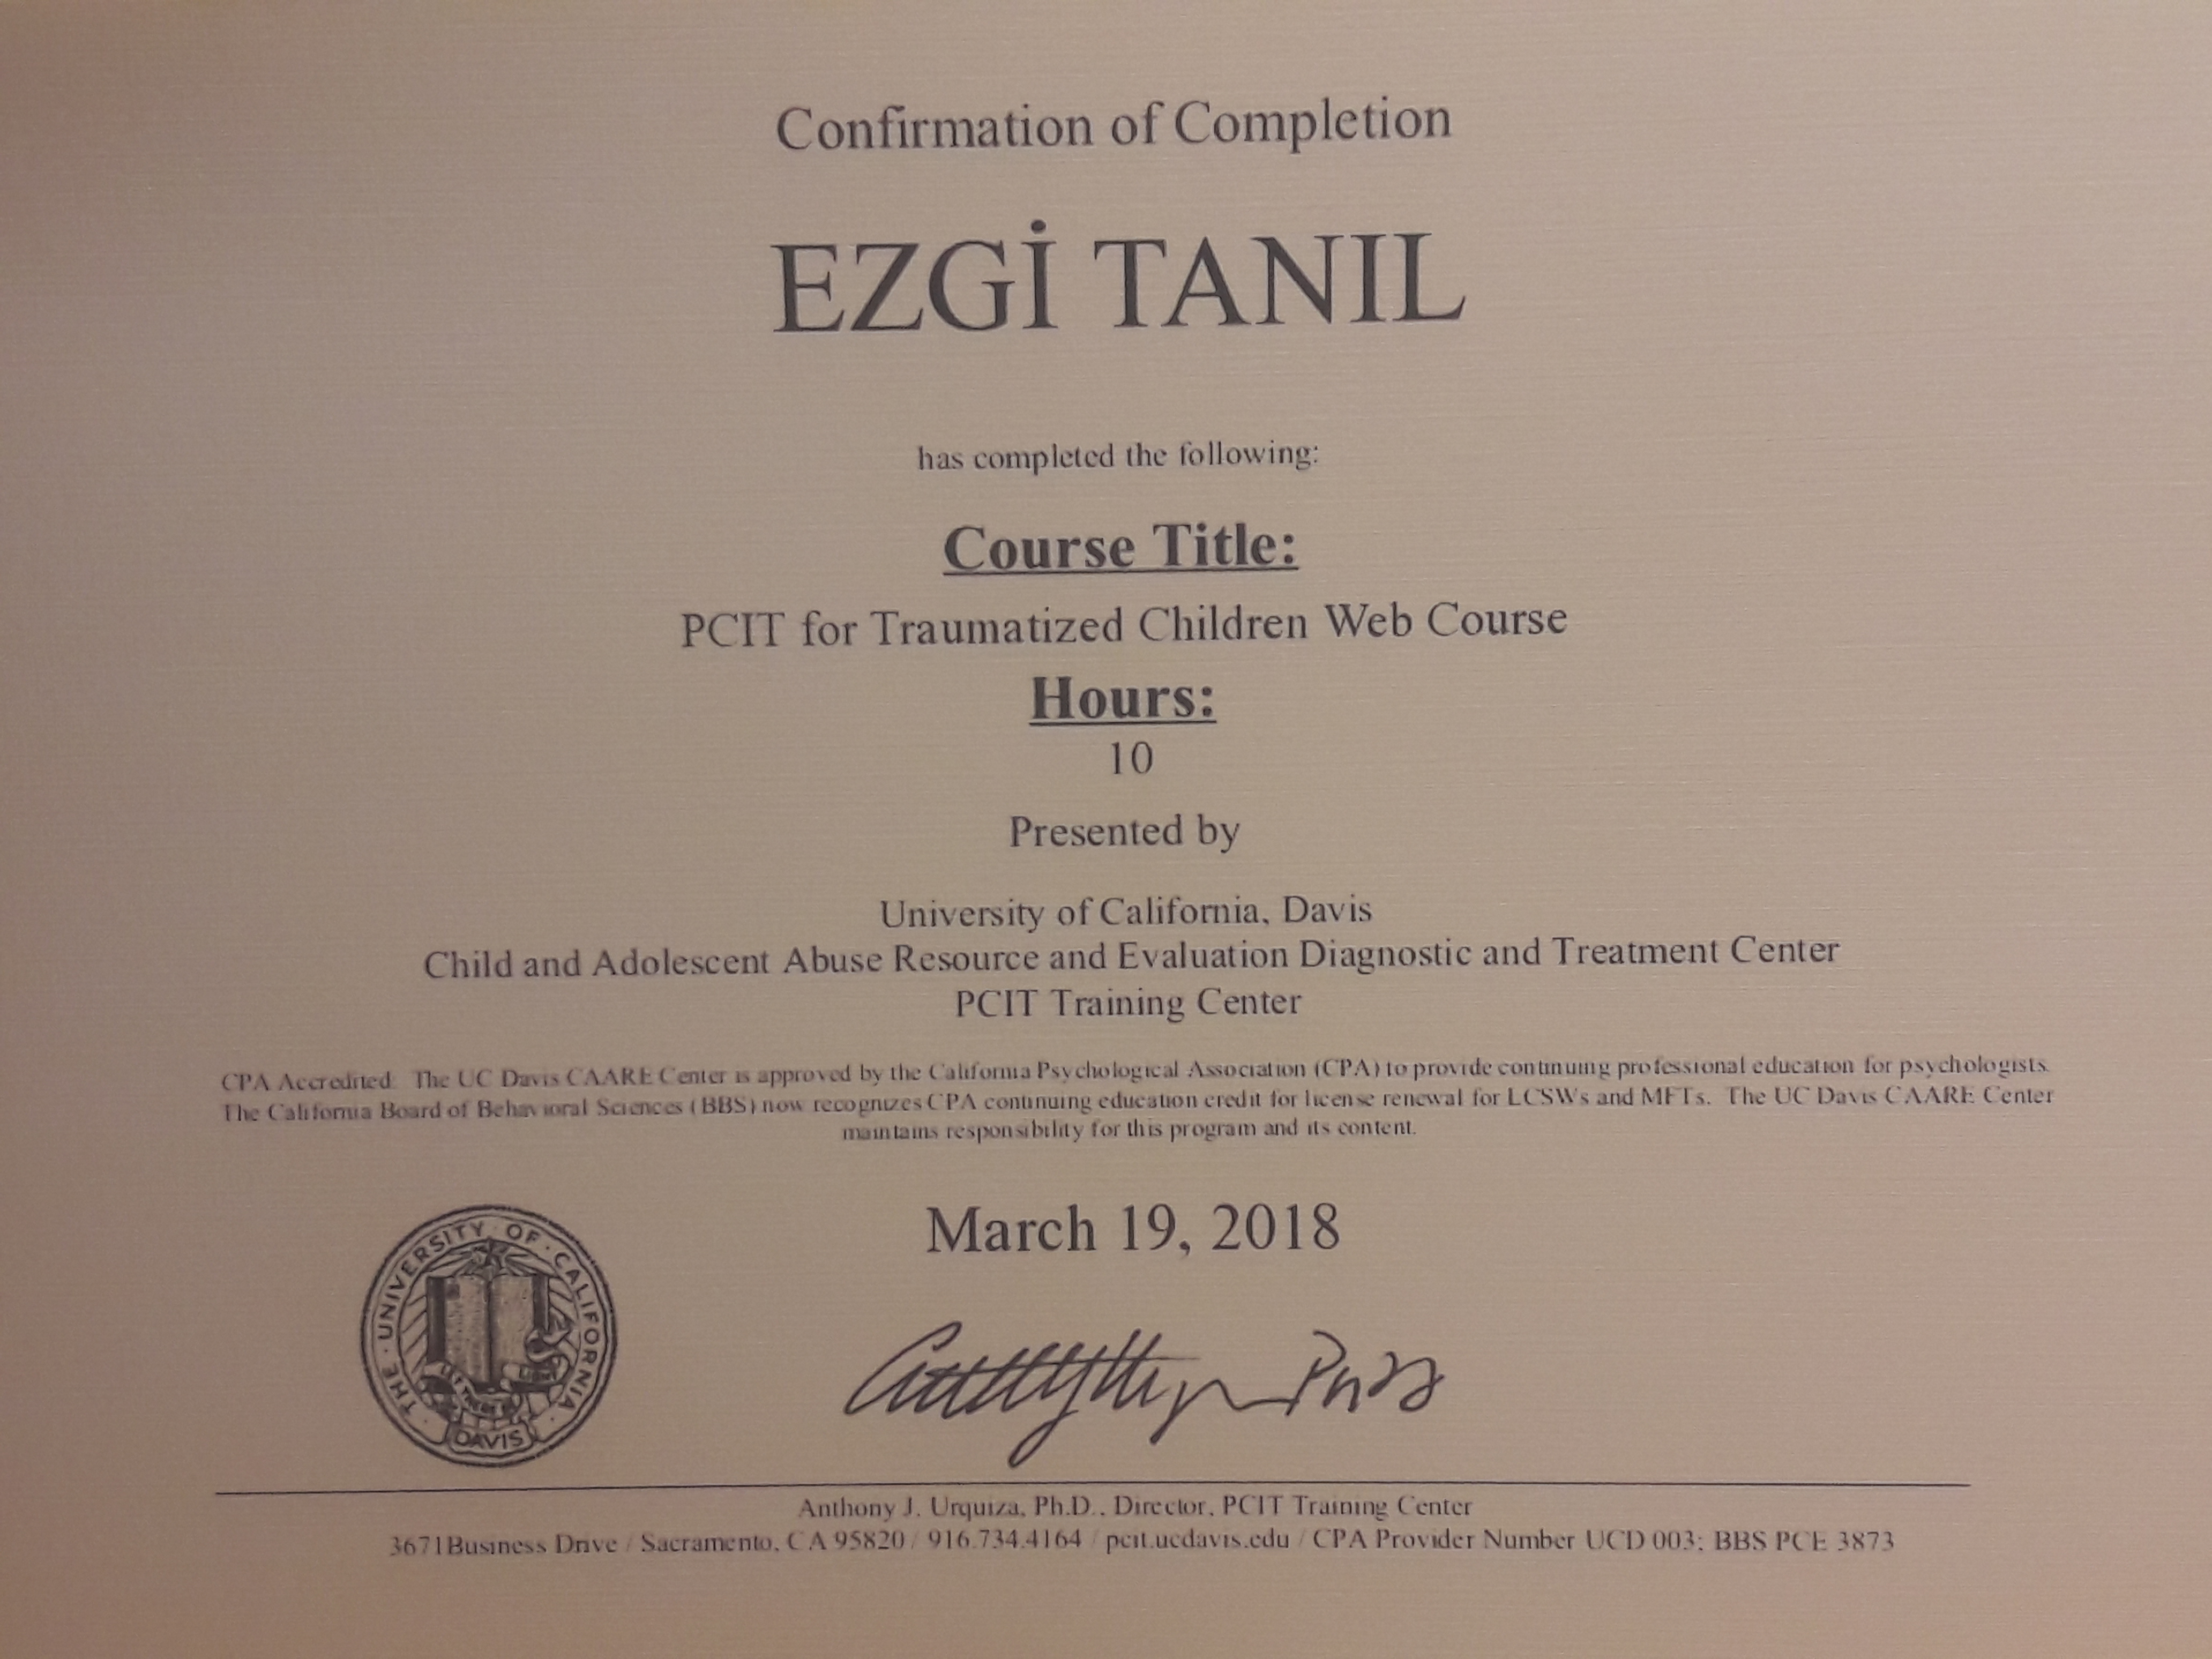 Confirmation of Completion
EZGİ TANIL
has completed the following:
Course Title:
PCIT for Traumatized Children Web Course
Hours:
10
Presented by
University of California, Davis
Child and Adolescent Abuse Resource and Evaluation Diagnostic and Treatment Center
PCIT Training Center
CPA Accredited: The UC Davis CAARE Center is approved by the California Psychological Association (CPA) to provide continuing professional education for psychologists.
The California Board of Behavioral Sciences (BBS) now recognizes CPA continuing education credit for license renewal for LCSWs and MFTs. The UC Davis CAARE Center
maintains responsibility for this program and its content.
March 19, 2018
THE · UNIVERSITY · OF · CALIFORNIA ·
DAVIS
Anthony J. Urquiza, Ph.D., Director, PCIT Training Center
3671Business Drive / Sacramento, CA 95820 / 916.734.4164 / pcit.ucdavis.edu / CPA Provider Number UCD 003; BBS PCE 3873